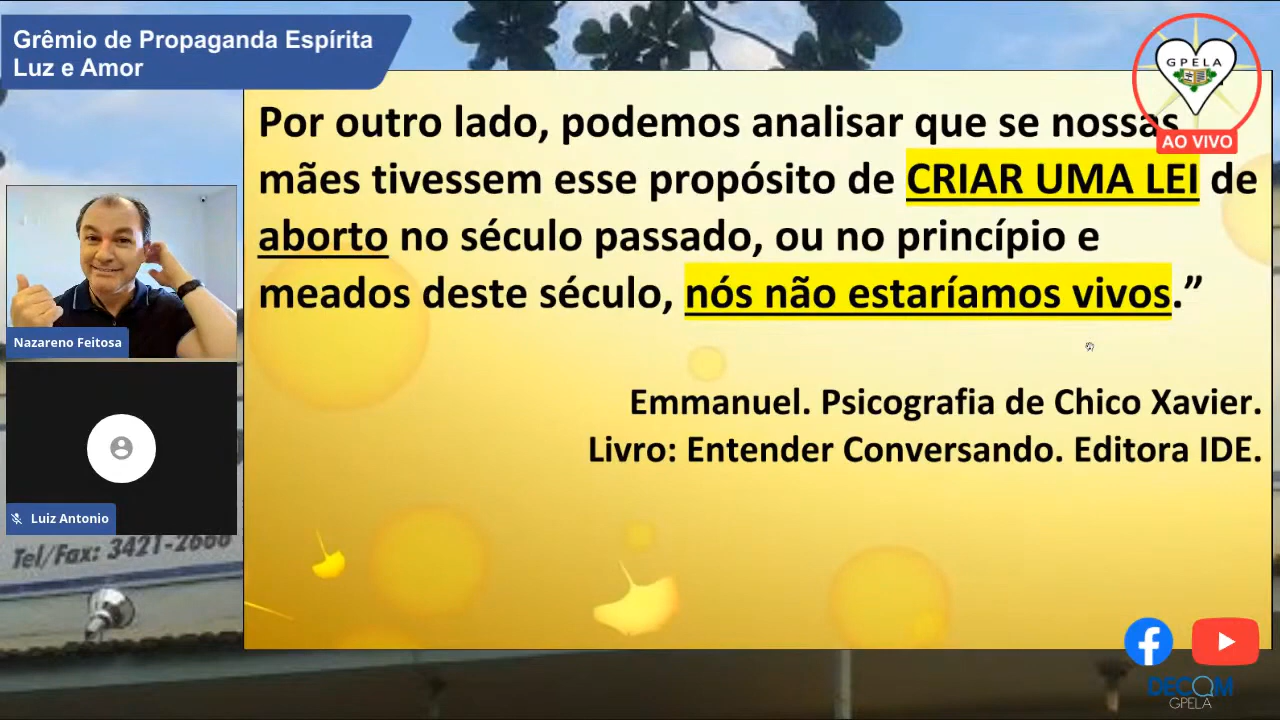 Grêmio de Propaganda Espírita
Luz e Amor
GPELA
AO VIVO
Por outro lado, podemos analisar que se nossas
mães tivessem esse propósito de CRIAR UMA LEI de
aborto no século passado, ou no princípio e
meados deste século, nós não estaríamos vivos.”
Emmanuel. Psicografia de Chico Xavier.
Livro: Entender Conversando. Editora IDE.
Nazareno Feitosa
Luiz Antonio
Tel/Fax: 3421-2666
DECOM
GPELA